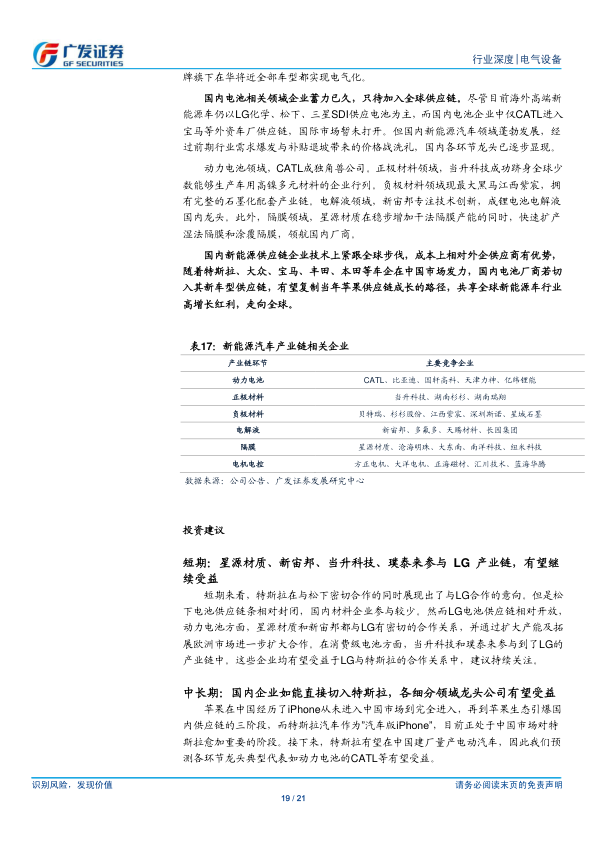 广发证券
GF SECURITIES
行业深度|电气设备
牌旗下在华将近全部车型都实现电气化。
国内电池相关领域企业蓄力已久，只待加入全球供应链。尽管目前海外高端新
能源车仍以LG化学、松下、三星SDI供应电池为主，而国内电池企业中仅CATL进入
宝马等外资车厂供应链，国际市场暂未打开。但国内新能源汽车领域蓬勃发展，经
过前期行业需求爆发与补贴退坡带来的价格战洗礼，国内各环节龙头已逐步显现。
动力电池领域，CATL成独角兽公司。正极材料领域，当升科技成功跻身全球少
数能够生产车用高镍多元材料的企业行列。负极材料领域现最大黑马江西紫宸，拥
有完整的石墨化配套产业链。电解液领域，新宙邦专注技术创新，成锂电池电解液
国内龙头。此外，隔膜领域，星源材质在稳步增加干法隔膜产能的同时，快速扩产
湿法隔膜和涂覆隔膜，领航国内厂商。
国内新能源供应链企业技术上紧跟全球步伐，成本上相对外企供应商有优势，
随着特斯拉、大众、宝马、丰田、本田等车企在中国市场发力，国内电池厂商若切
入其新车型供应链，有望复制当年苹果供应链成长的路径，共享全球新能源车行业
高增长红利，走向全球。
表17：新能源汽车产业链相关企业
产业链环节 主要竞争企业
动力电池 CATL、比亚迪、国轩高科、天津力神、亿纬锂能
正极材料 当升科技、湖南杉杉、湖南瑞翔
负极材料 贝特瑞、杉杉股份、江西紫宸、深圳斯诺、星城石墨
电解液 新宙邦、多氟多、天赐材料、长园集团
隔膜 星源材质、沧海明珠、大东南、南洋科技、纽米科技
电机电控 方正电机、大洋电机、正海磁材、汇川技术、蓝海华腾
数据来源：公司公告、广发证券发展研究中心
投资建议
短期：星源材质、新宙邦、当升科技、璞泰来参与 LG 产业链，有望继
续受益
短期来看，特斯拉在与松下密切合作的同时展现出了与LG合作的意向。但是松
下电池供应链条相对封闭，国内材料企业参与较少。然而LG电池供应链相对开放，
动力电池方面，星源材质和新宙邦都与LG有密切的合作关系，并通过扩大产能及拓
展欧洲市场进一步扩大合作。在消费级电池方面，当升科技和璞泰来参与到了LG的
产业链中。这些企业均有望受益于LG与特斯拉的合作关系中，建议持续关注。
中长期：国内企业如能直接切入特斯拉，各细分领域龙头公司有望受益
苹果在中国经历了iPhone从未进入中国市场到完全进入，再到苹果生态引爆国
内供应链的三阶段，而特斯拉汽车作为“汽车版iPhone”，目前正处于中国市场对特
斯拉愈加重要的阶段。接下来，特斯拉有望在中国建厂量产电动汽车，因此我们预
测各环节龙头典型代表如动力电池的CATL等有望受益。
识别风险，发现价值
请务必阅读末页的免责声明
19 / 21